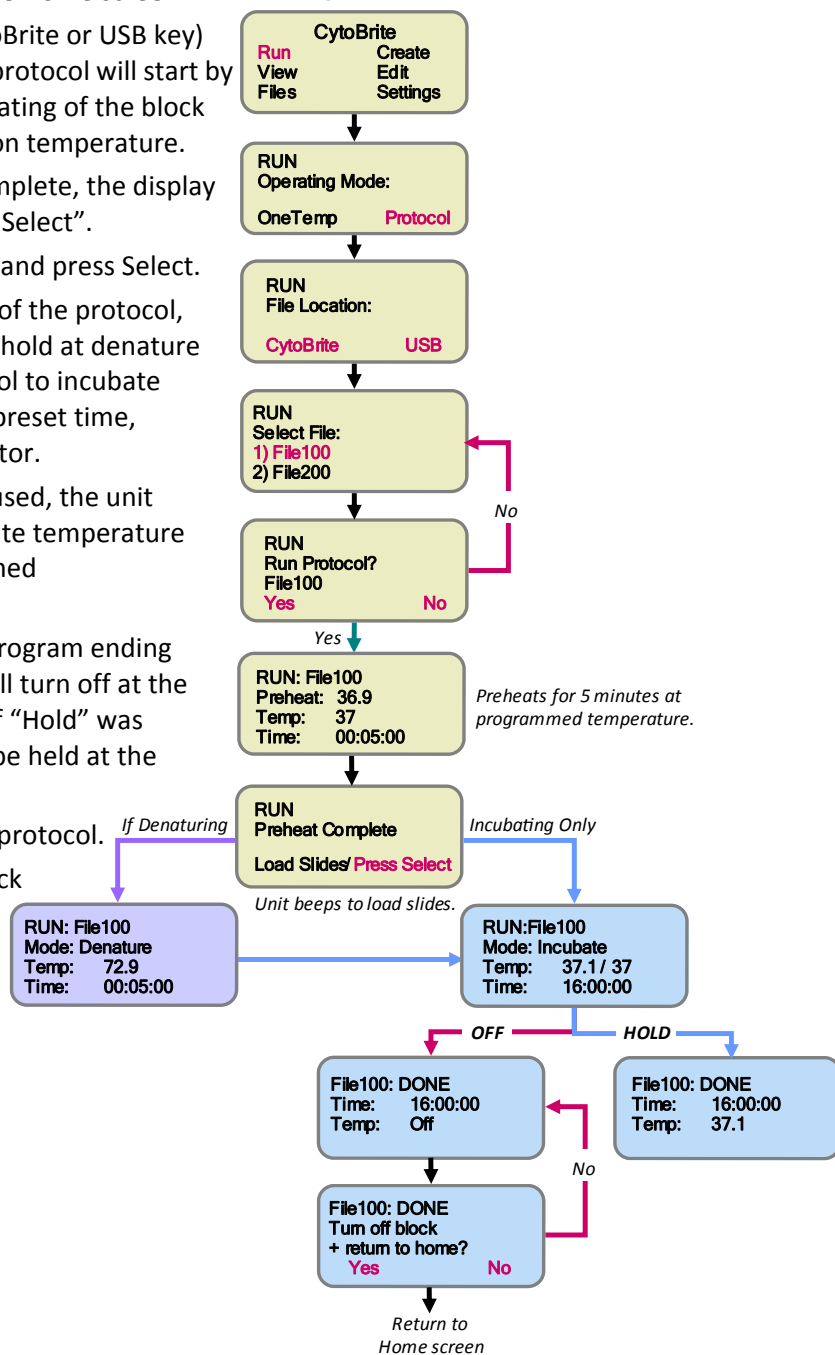 oBrite or USB key)
protocol will start by
ating of the block
on temperature.
mplete, the display
Select”.
and press Select.
of the protocol,
hold at denature
ol to incubate
preset time,
tor.
used, the unit
te temperature
ned
rogram ending
ll turn off at the
f “Hold” was
be held at the
protocol.
ck
CytoBrite
Run Create
View Edit
Files Settings
RUN
Operating Mode:
OneTemp Protocol
RUN
File Location:
CytoBrite USB
RUN
Select File:
1) File100
2) File200
No
RUN
Run Protocol?
File100
Yes No
Yes
RUN: File100
Preheat: 36.9
Temp: 37
Time: 00:05:00
Preheats for 5 minutes at
programmed temperature.
RUN
Preheat Complete
Load Slides/ Press Select
If Denaturing
Incubating Only
Unit beeps to load slides.
RUN: File100
Mode: Denature
Temp: 72.9
Time: 00:05:00
RUN:File100
Mode: Incubate
Temp: 37.1 / 37
Time: 16:00:00
OFF
HOLD
File100: DONE
Time: 16:00:00
Temp: Off
File100: DONE
Time: 16:00:00
Temp: 37.1
No
File100: DONE
Turn off block
+ return to home?
Yes No
Return to
Home screen